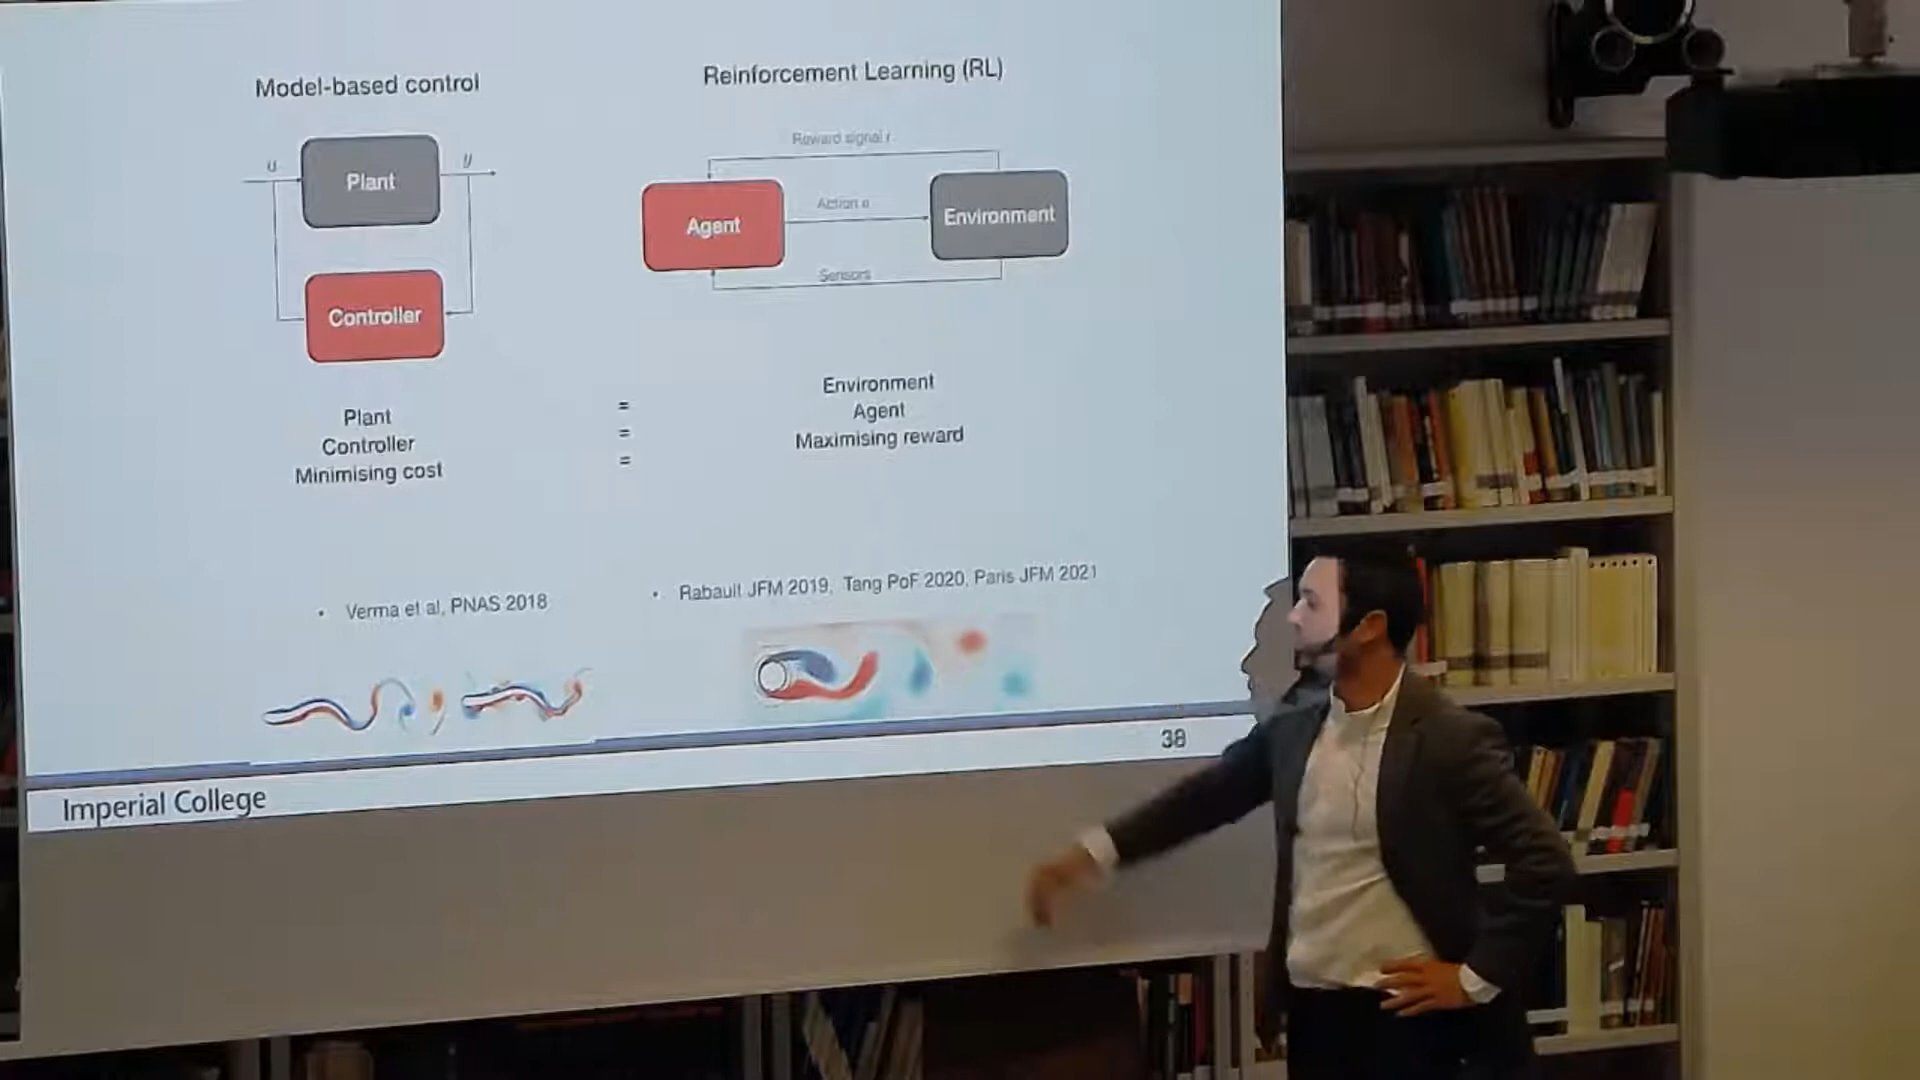 Model-based control
u
Plant
y
Controller
Reinforcement Learning (RL)
Reward signal r
Agent
Action a
Environment
Sensors
Plant = Environment
Controller = Agent
Minimising cost = Maximising reward
• Verma et al, PNAS 2018
• Rabault JFM 2019, Tang PoF 2020, Paris JFM 2021
38
Imperial College